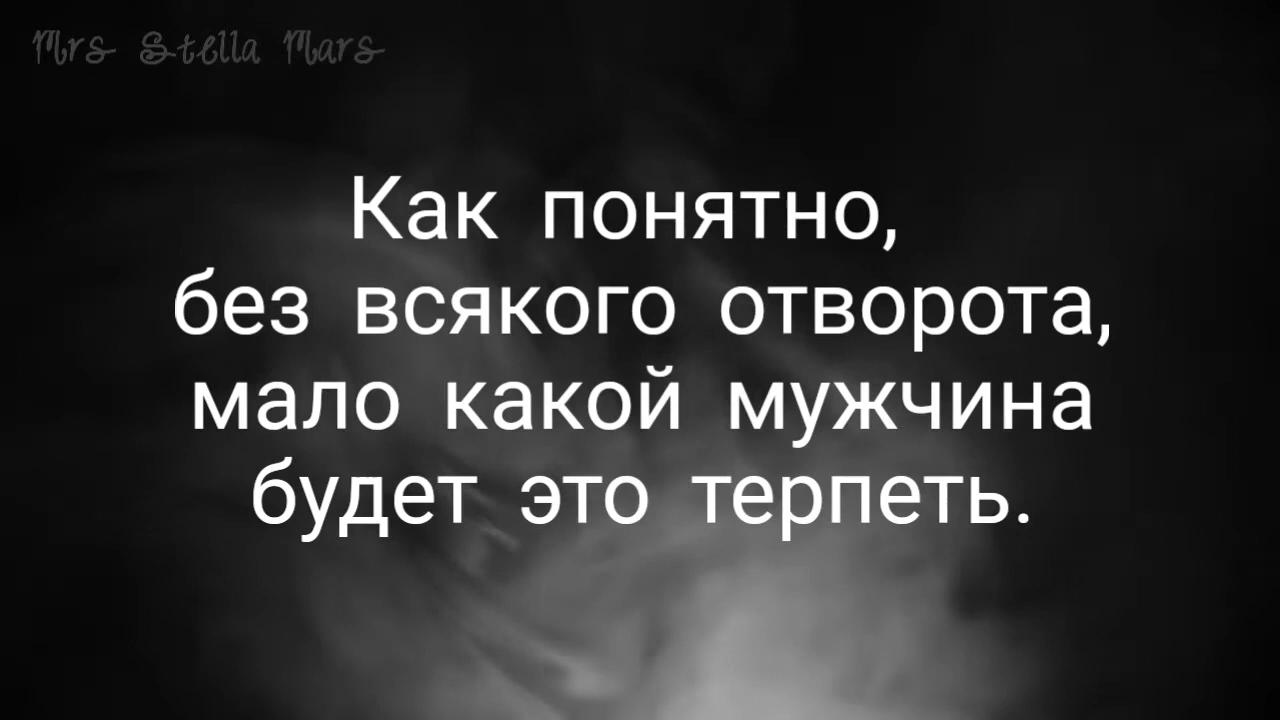 Mrs Stella Mars
Как понятно,
без всякого отворота,
мало какой мужчина
будет это терпеть.